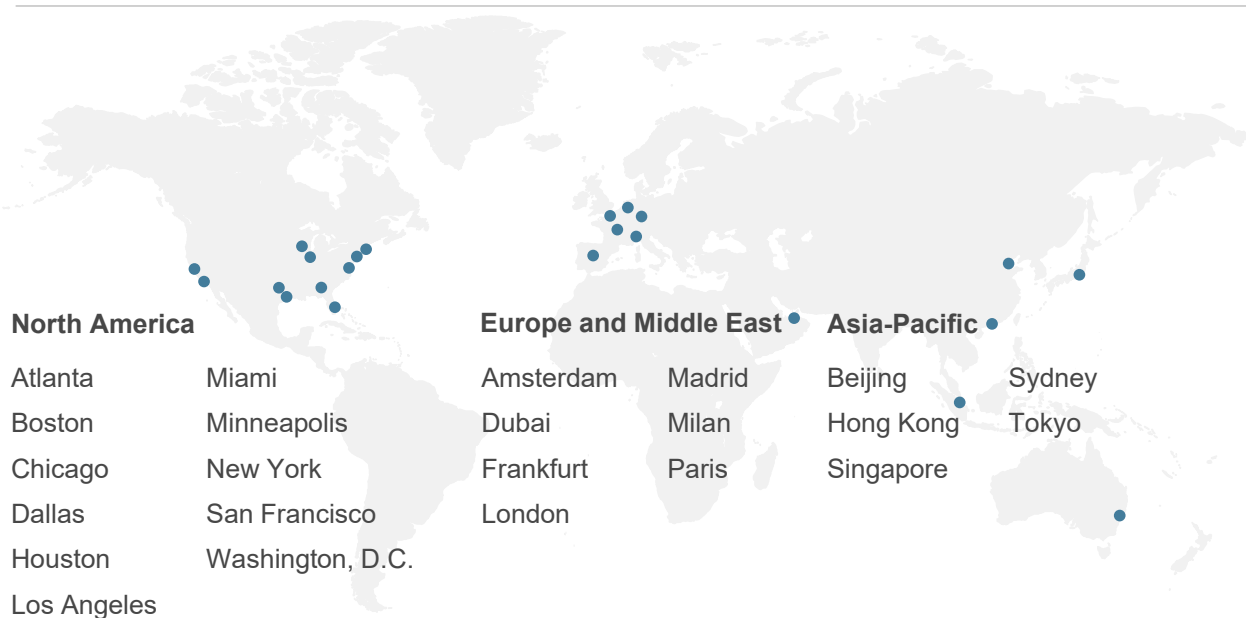 North America
Atlanta
Boston
Chicago
Dallas
Houston
Los Angeles
Miami
Minneapolis
New York
San Francisco
Washington, D.C.
Europe and Middle East
Amsterdam
Dubai
Frankfurt
London
Madrid
Milan
Paris
Asia-Pacific
Beijing
Hong Kong
Singapore
Sydney
Tokyo